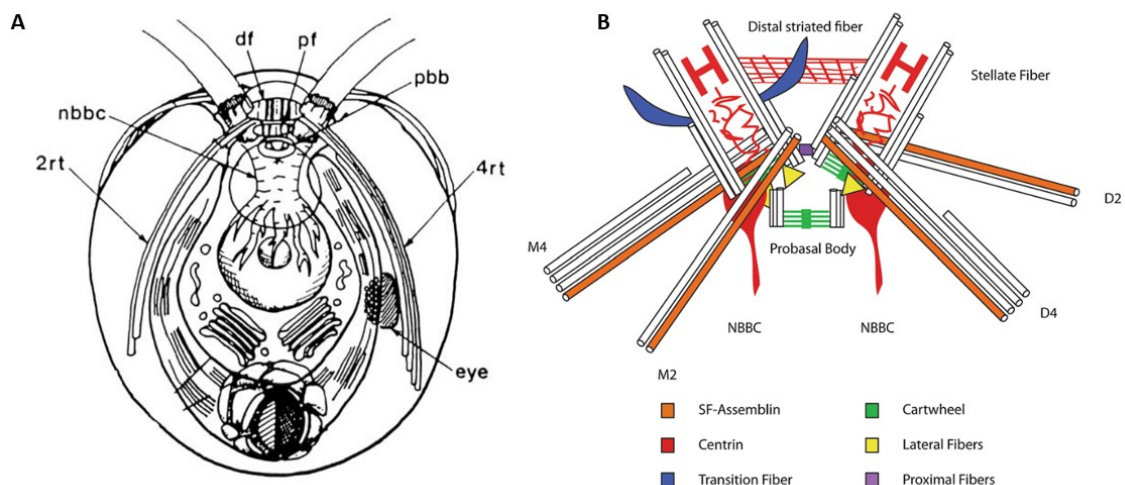 A
df
pf
pbb
nbbc
2rt
4rt
eye
B
Distal striated fiber
Stellate Fiber
D2
M4
Probasal Body
D4
NBBC
NBBC
M2
SF-Assemblin
Cartwheel
Centrin
Lateral Fibers
Transition Fiber
Proximal Fibers